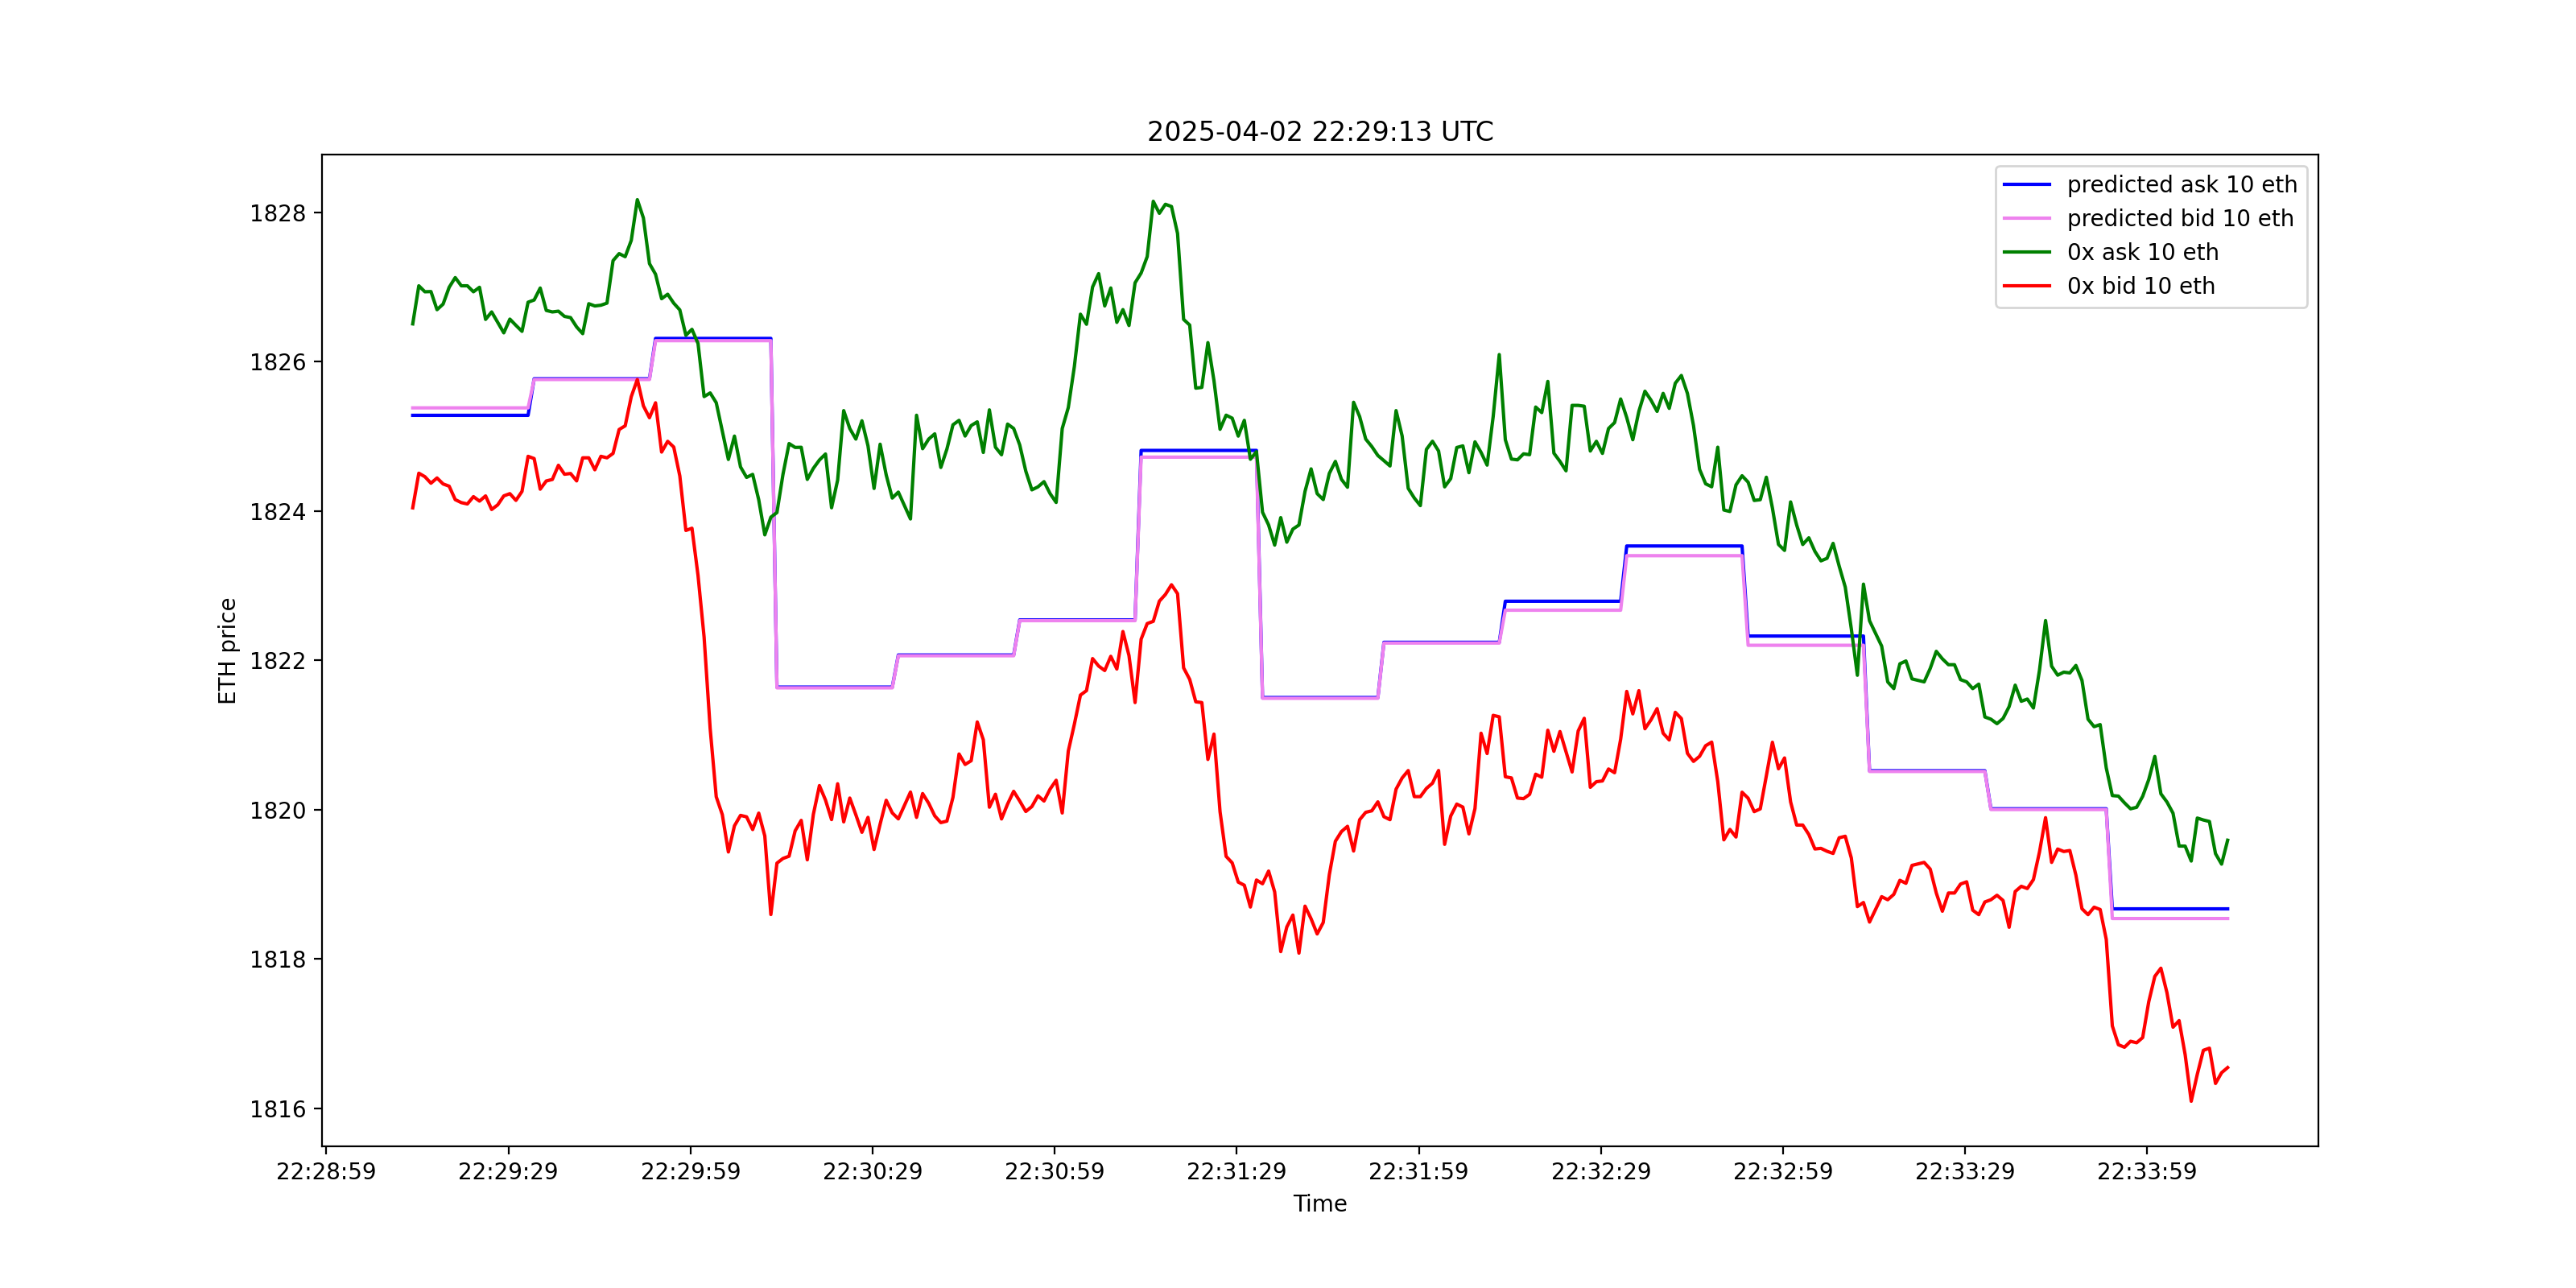 2025-04-02 22:29:13 UTC
predicted ask 10 eth
predicted bid 10 eth
0x ask 10 eth
0x bid 10 eth
ETH price
1828
1826
1824
1822
1820
1818
1816
22:28:59 22:29:29 22:29:59 22:30:29 22:30:59 22:31:29 22:31:59 22:32:29 22:32:59 22:33:29 22:33:59
Time